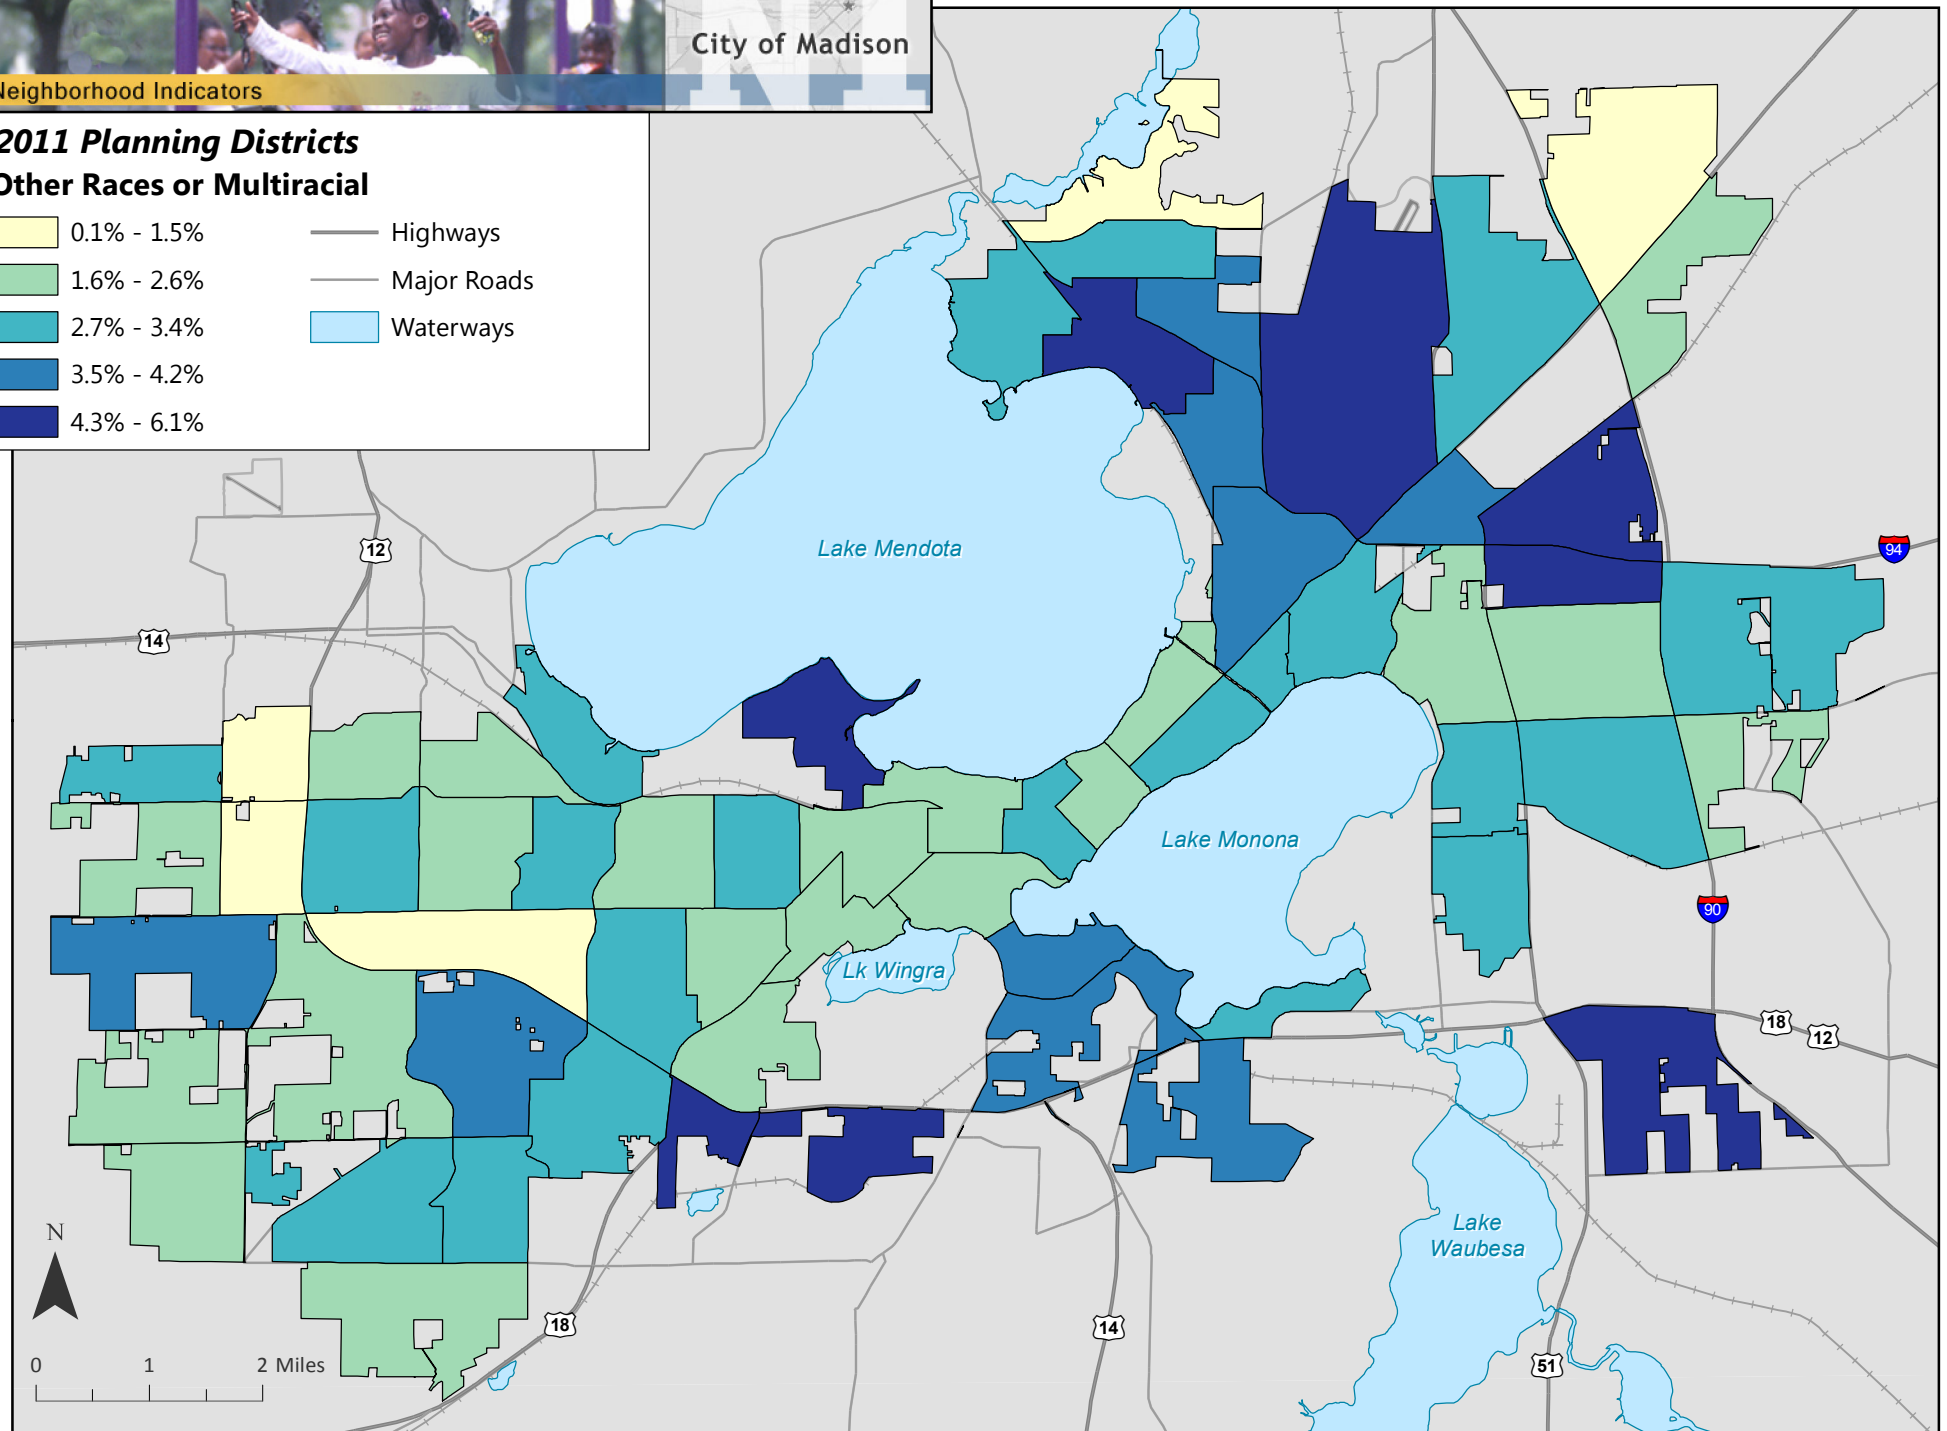 City of Madison
Neighborhood Indicators
2011 Planning Districts
Other Races or Multiracial
0.1% - 1.5%
1.6% - 2.6%
2.7% - 3.4%
3.5% - 4.2%
4.3% - 6.1%
Highways
Major Roads
Waterways
12
14
Lake Mendota
94
Lake Monona
90
Lk Wingra
18
12
Lake
Waubesa
N
18
14
51
0 1 2 Miles